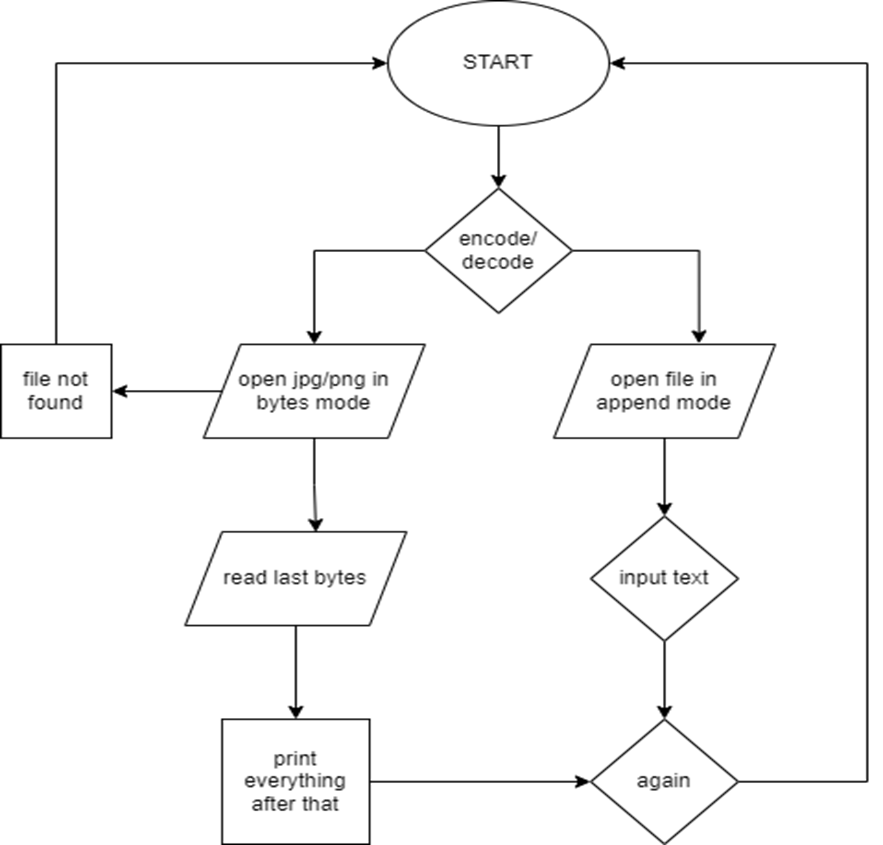 START
encode/
decode
file not
found
open jpg/png in
bytes mode
open file in
append mode
read last bytes
input text
print
everything
after that
again